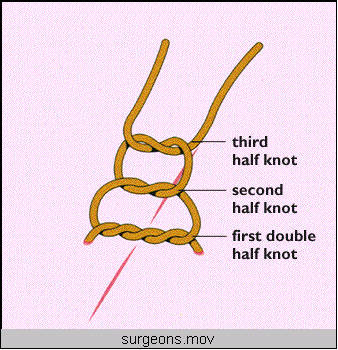 third
half knot
second
half knot
first double
half knot
surgeons.mov